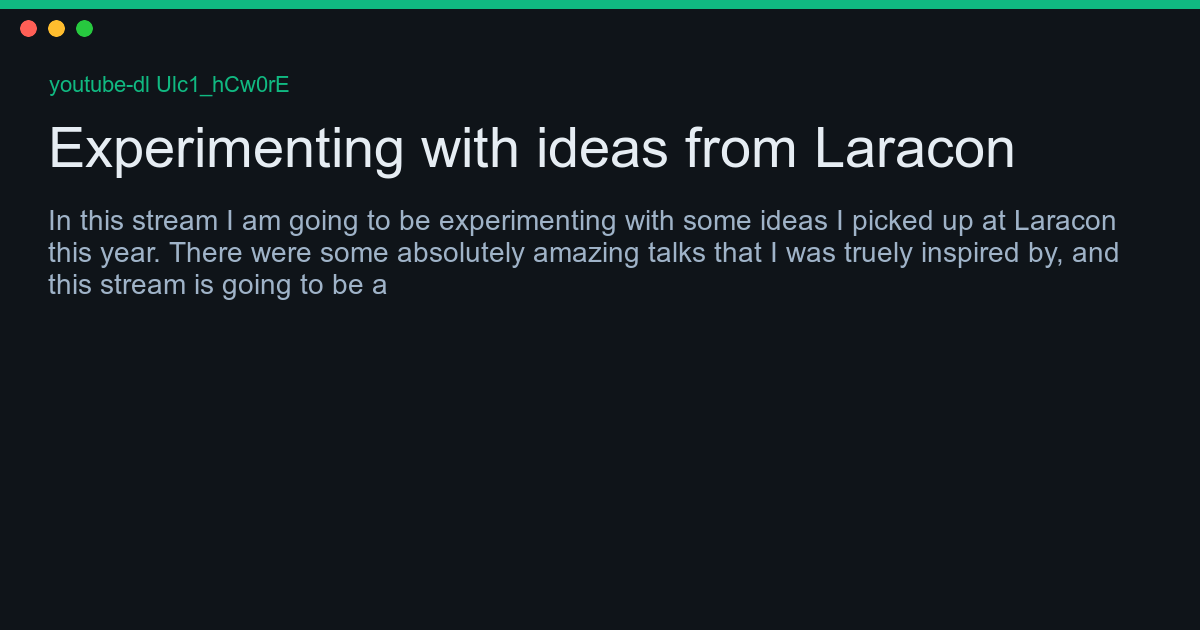 youtube-dl Ulc1_hCw0rE
Experimenting with ideas from Laracon
In this stream I am going to be experimenting with some ideas I picked up at Laracon
this year. There were some absolutely amazing talks that I was truely inspired by, and
this stream is going to be a